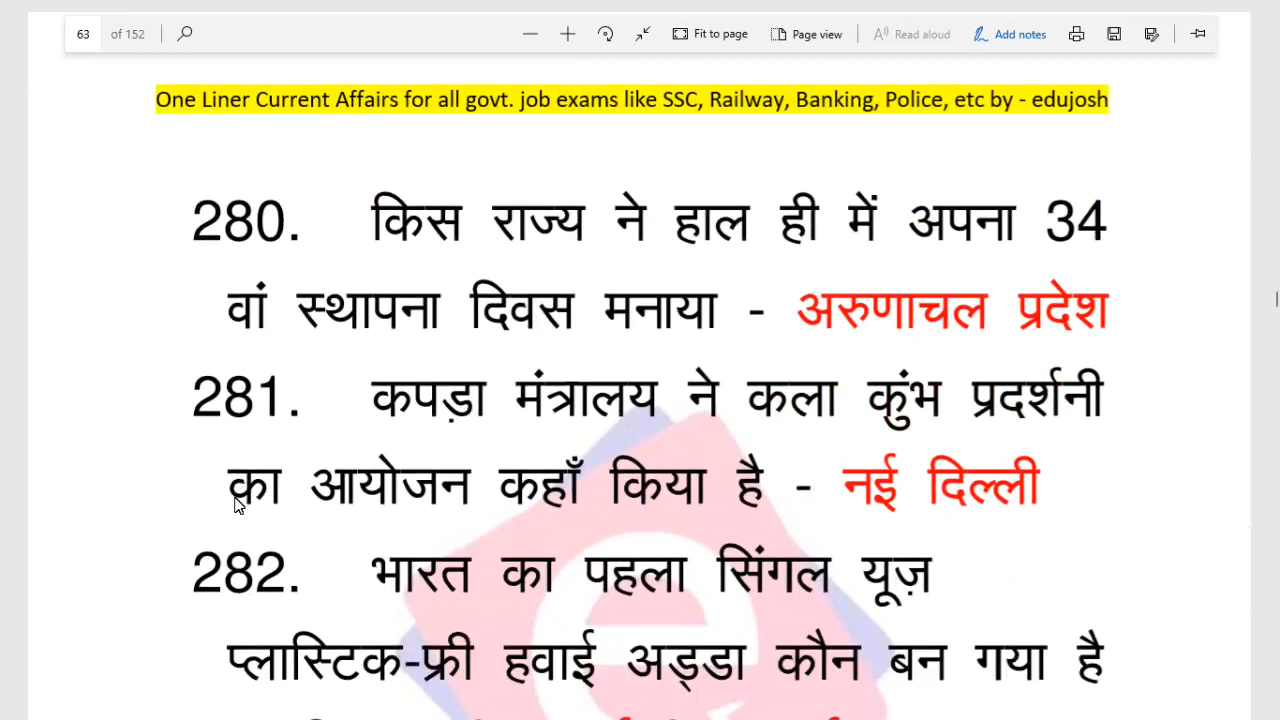 63 of 152 Fit to page Page view Read aloud Add notes
One Liner Current Affairs for all govt. job exams like SSC, Railway, Banking, Police, etc by - edujosh
280. किस राज्य ने हाल ही में अपना 34
वां स्थापना दिवस मनाया - अरुणाचल प्रदेश
281. कपड़ा मंत्रालय ने कला कुंभ प्रदर्शनी
का आयोजन कहाँ किया है - नई दिल्ली
282. भारत का पहला सिंगल यूज़
प्लास्टिक-फ्री हवाई अड्डा कौन बन गया है